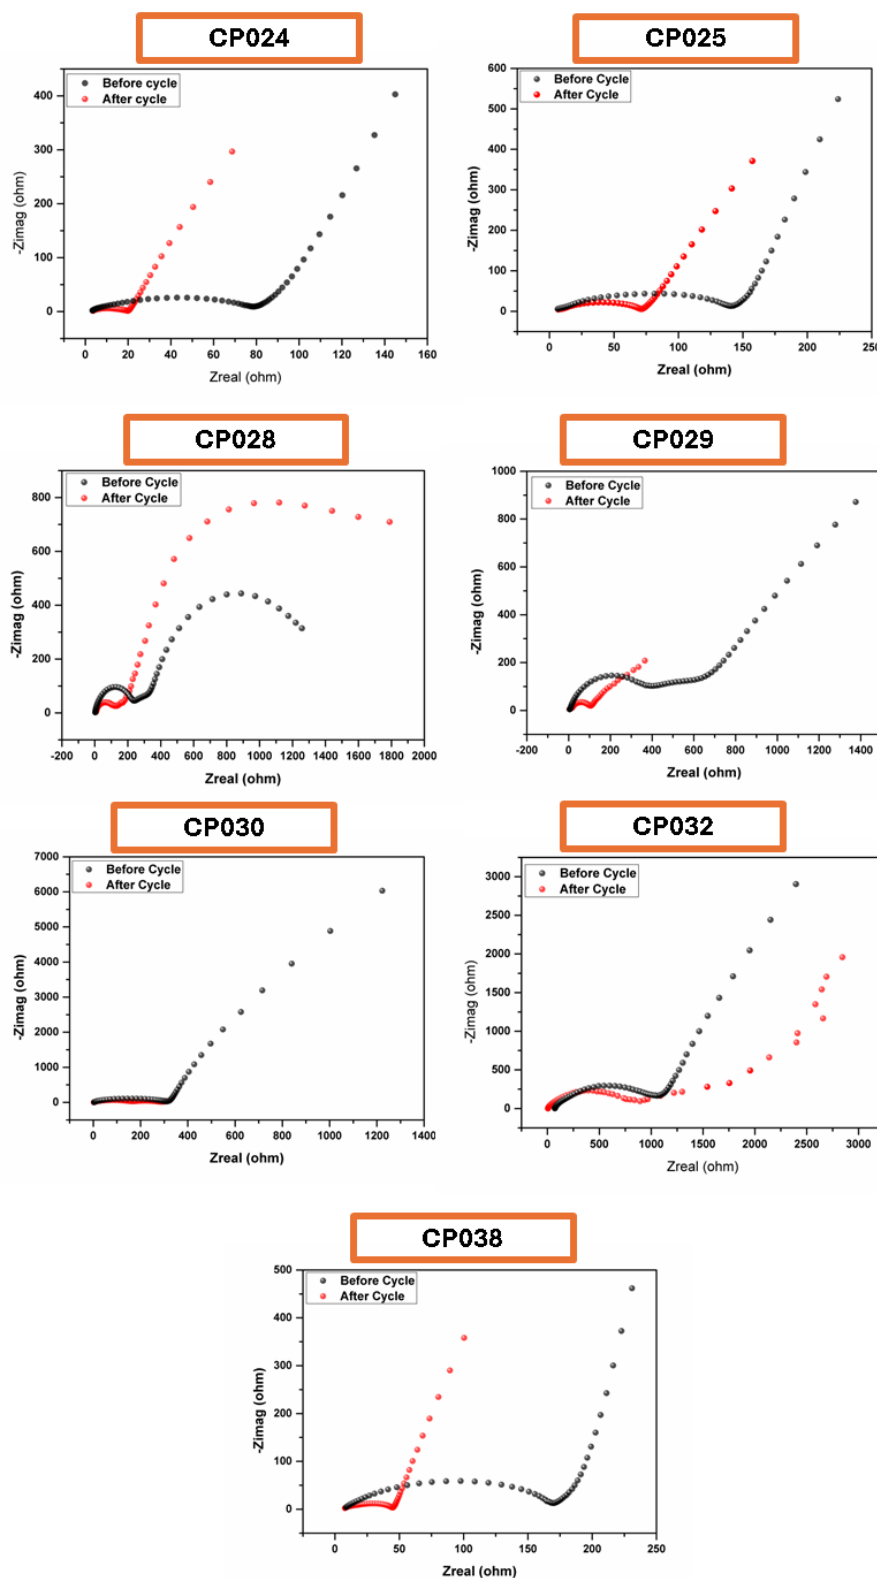 CP024
Before cycle
After cycle
400
300
200
100
0
-Zimag (ohm)
0 20 40 60 80 100 120 140 160
Zreal (ohm)
CP025
600
Before Cycle
After Cycle
500
400
300
200
100
0
-Zimag (ohm)
0 50 100 150 200 250
Zreal (ohm)
CP028
Before Cycle
After Cycle
800
600
400
200
0
-Zimag (ohm)
-200 0 200 400 600 800 1000 1200 1400 1600 1800 2000
Zreal (ohm)
CP029
1000
Before Cycle
After Cycle
800
600
400
200
0
-Zimag (ohm)
-200 0 200 400 600 800 1000 1200 1400
Zreal (ohm)
CP030
7000
Before Cycle
After Cycle
6000
5000
4000
3000
2000
1000
0
-Zimag (ohm)
0 200 400 600 800 1000 1200 1400
Zreal (ohm)
CP032
Before Cycle
After Cycle
3000
2500
2000
1500
1000
500
0
-Zimag (ohm)
0 500 1000 1500 2000 2500 3000
Zreal (ohm)
CP038
500
Before Cycle
After Cycle
400
300
200
100
0
-Zimag (ohm)
0 50 100 150 200 250
Zreal (ohm)